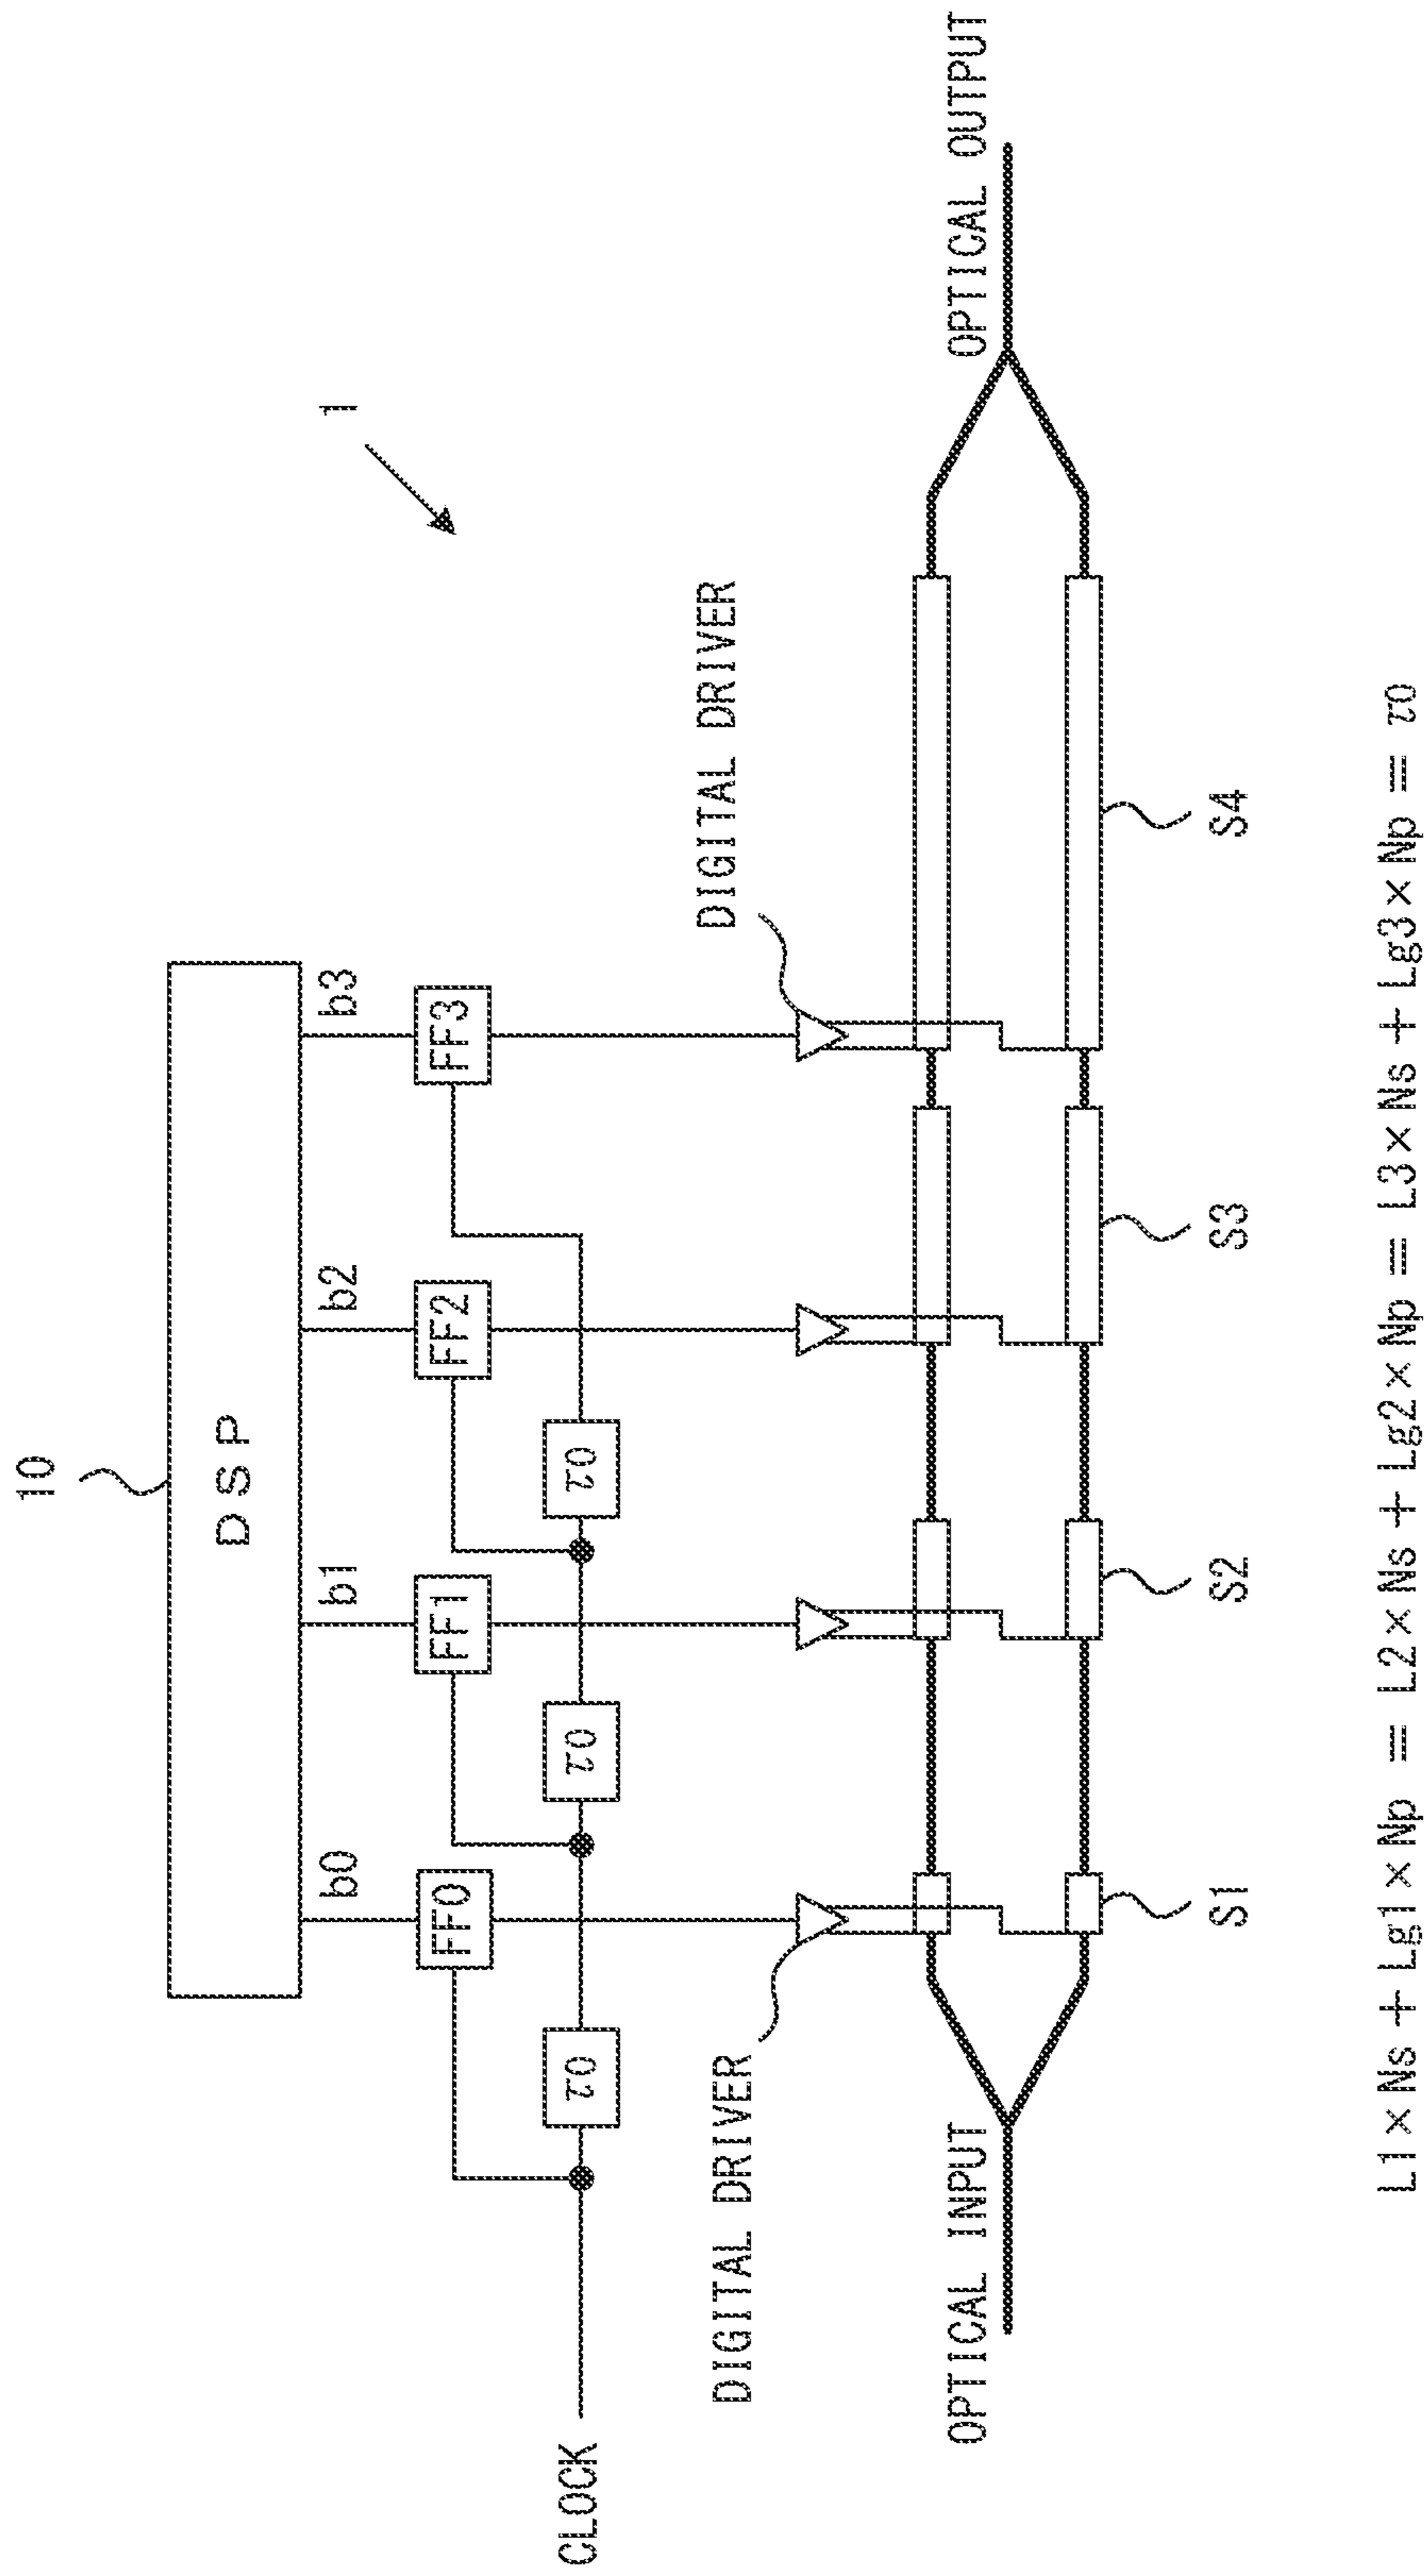 10
DSP
b0
b1
b2
b3
1
FF0
FF1
FF2
FF3
τ0
τ0
τ0
CLOCK
DIGITAL DRIVER
DIGITAL DRIVER
OPTICAL INPUT
OPTICAL OUTPUT
S1
S2
S3
S4
L1×Ns + Lg1×Np = L2×Ns + Lg2×Np = L3×Ns + Lg3×Np = τ0